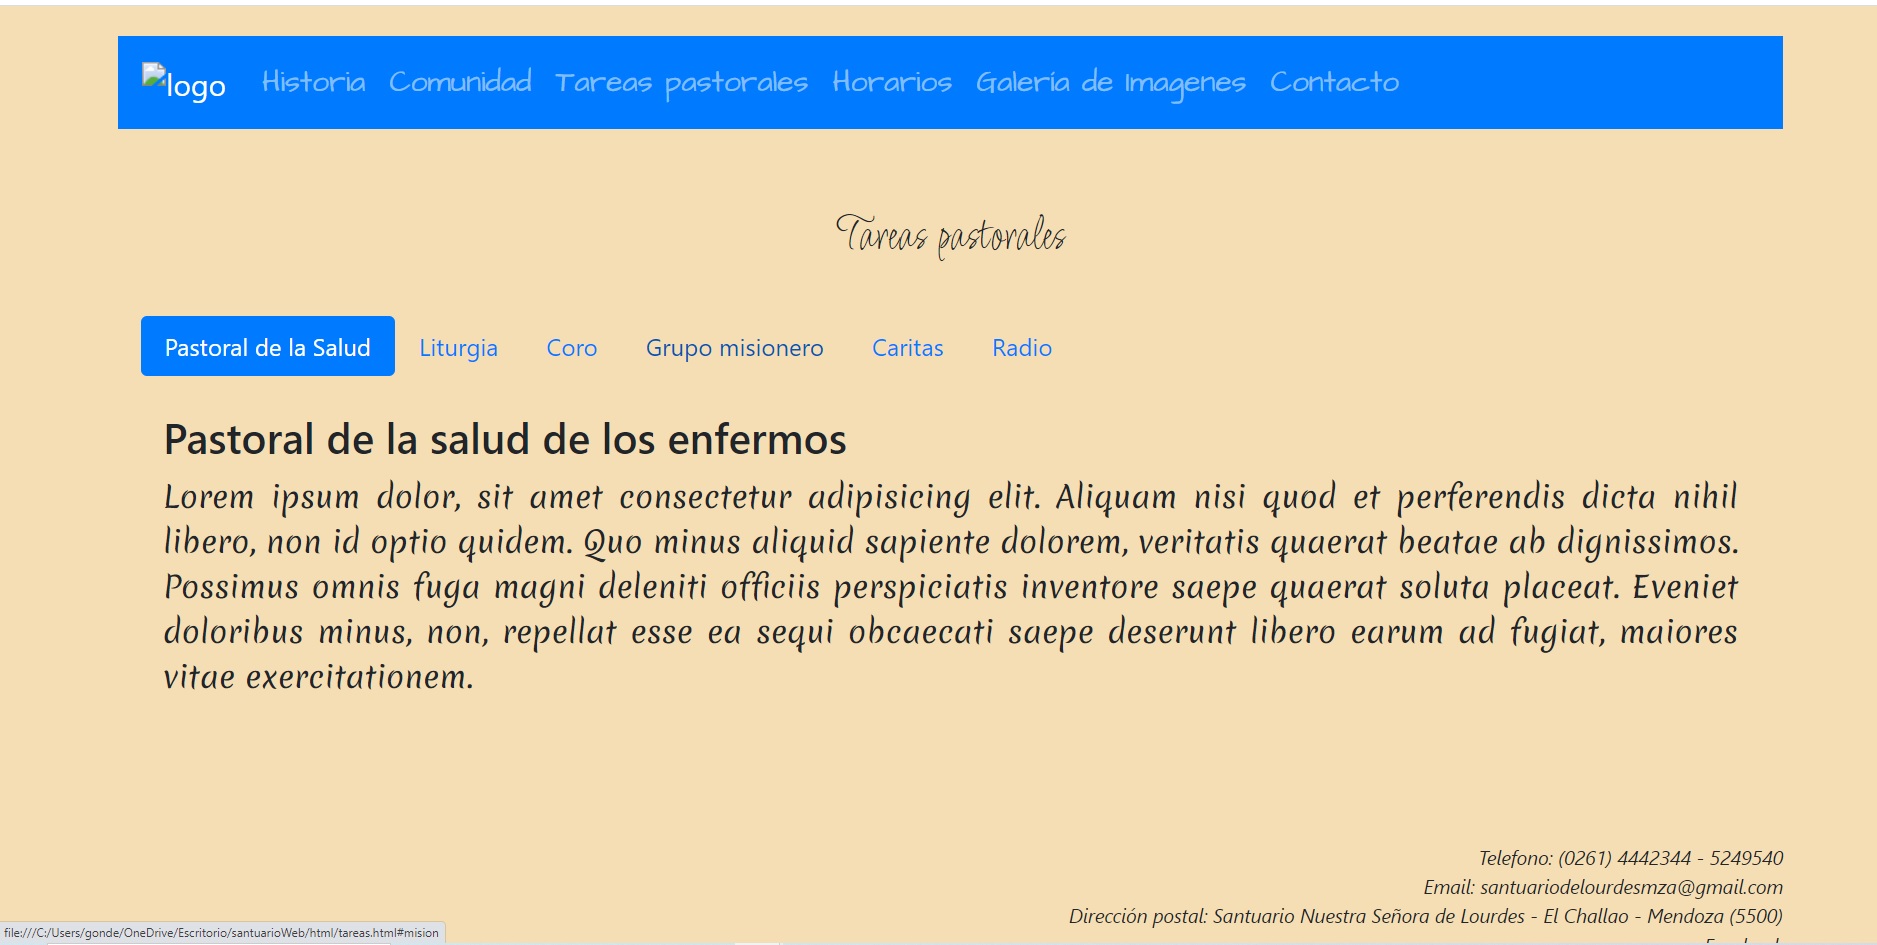 logo Historia Comunidad Tareas pastorales Horarios Galería de Imagenes Contacto
Tareas pastorales
Pastoral de la Salud Liturgia Coro Grupo misionero Caritas Radio
Pastoral de la salud de los enfermos
Lorem ipsum dolor, sit amet consectetur adipisicing elit. Aliquam nisi quod et perferendis dicta nihil
libero, non id optio quidem. Quo minus aliquid sapiente dolorem, veritatis quaerat beatae ab dignissimos.
Possimus omnis fuga magni deleniti officiis perspiciatis inventore saepe quaerat soluta placeat. Eveniet
doloribus minus, non, repellat esse ea sequi obcaecati saepe deserunt libero earum ad fugiat, maiores
vitae exercitationem.
Telefono: (0261) 4442344 - 5249540
Email: santuariodelourdesmza@gmail.com
Dirección postal: Santuario Nuestra Señora de Lourdes - El Challao - Mendoza (5500)
file:///C:/Users/gonde/OneDrive/Escritorio/santuarioWeb/html/tareas.html#mision